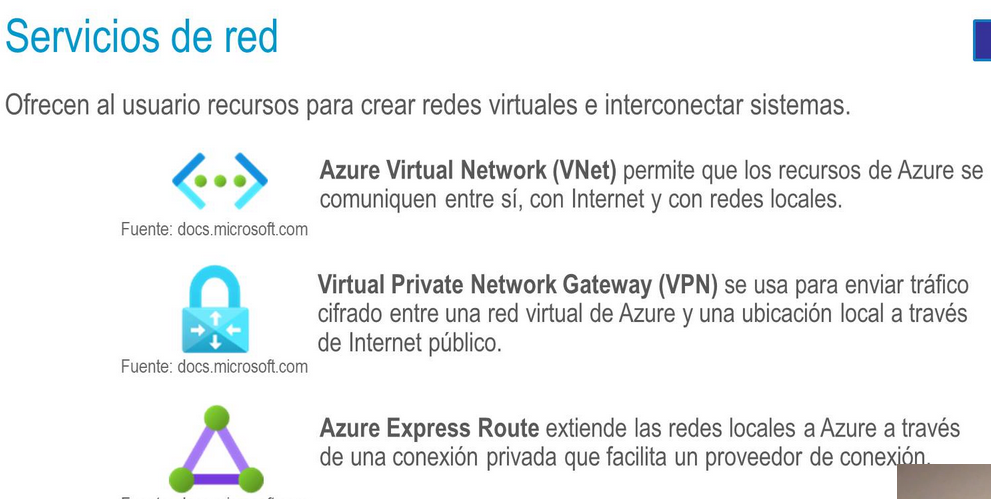 Servicios de red
Ofrecen al usuario recursos para crear redes virtuales e interconectar sistemas.
Azure Virtual Network (VNet) permite que los recursos de Azure se
comuniquen entre sí, con Internet y con redes locales.
Fuente: docs.microsoft.com
Virtual Private Network Gateway (VPN) se usa para enviar tráfico
cifrado entre una red virtual de Azure y una ubicación local a través
de Internet público.
Fuente: docs.microsoft.com
Azure Express Route extiende las redes locales a Azure a través
de una conexión privada que facilita un proveedor de conexión.